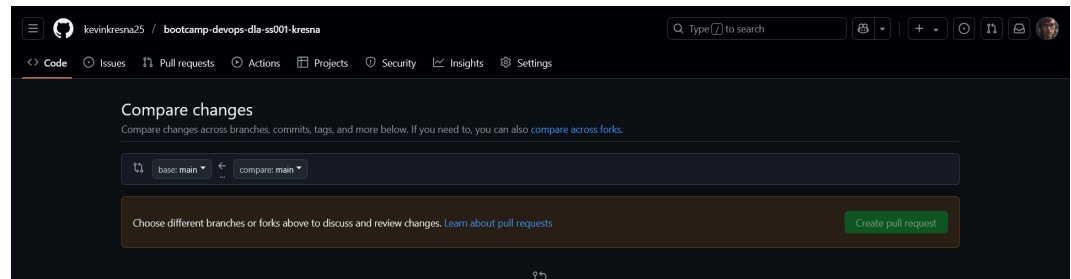 kevinkresna25 / bootcamp-devops-dla-ss001-kresna Type / to search
Code Issues Pull requests Actions Projects Security Insights Settings
Compare changes
Compare changes across branches, commits, tags, and more below. If you need to, you can also compare across forks.
base: main ... compare: main
Choose different branches or forks above to discuss and review changes. Learn about pull requests Create pull request